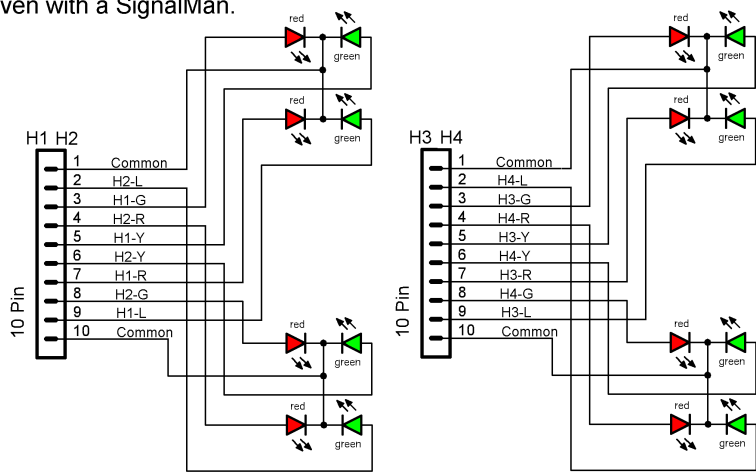 ven with a SignalMan.
red
green
red
green
H1 H2
1 Common
2 H2-L
3 H1-G
4 H2-R
5 H1-Y
6 H2-Y
7 H1-R
8 H2-G
9 H1-L
10 Common
10 Pin
red
green
red
green
red
green
red
green
H3 H4
1 Common
2 H4-L
3 H3-G
4 H4-R
5 H3-Y
6 H4-Y
7 H3-R
8 H4-G
9 H3-L
10 Common
10 Pin
red
green
red
green